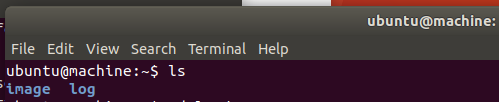 ubuntu@machine:
File Edit View Search Terminal Help
ubuntu@machine:~$ ls
image log